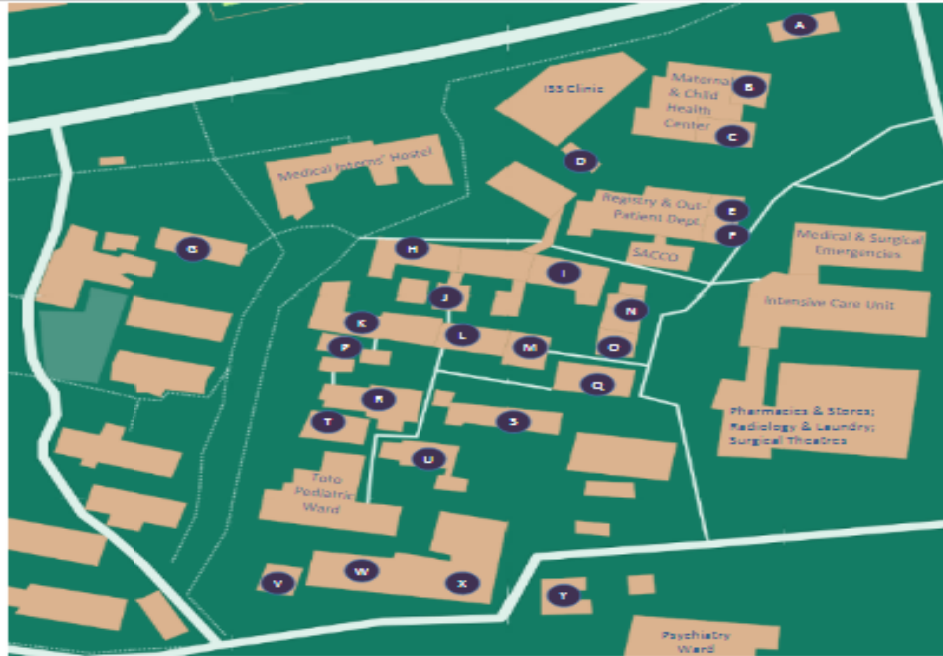 A
B
Maternal
& Child
Health
Center
C
ISS Clinic
D
Medical Interns' Hostel
Registry & Out-
Patient Dept.
E
F
SACCO
G
H
I
Medical & Surgical
Emergencies
Intensive Care Unit
J
N
K
L
M
O
P
Q
R
S
T
Pharmacies & Stores;
Radiology & Laundry;
Surgical Theatres
U
Toto
Pediatric
Ward
V
W
X
Y
Psychiatry
Ward